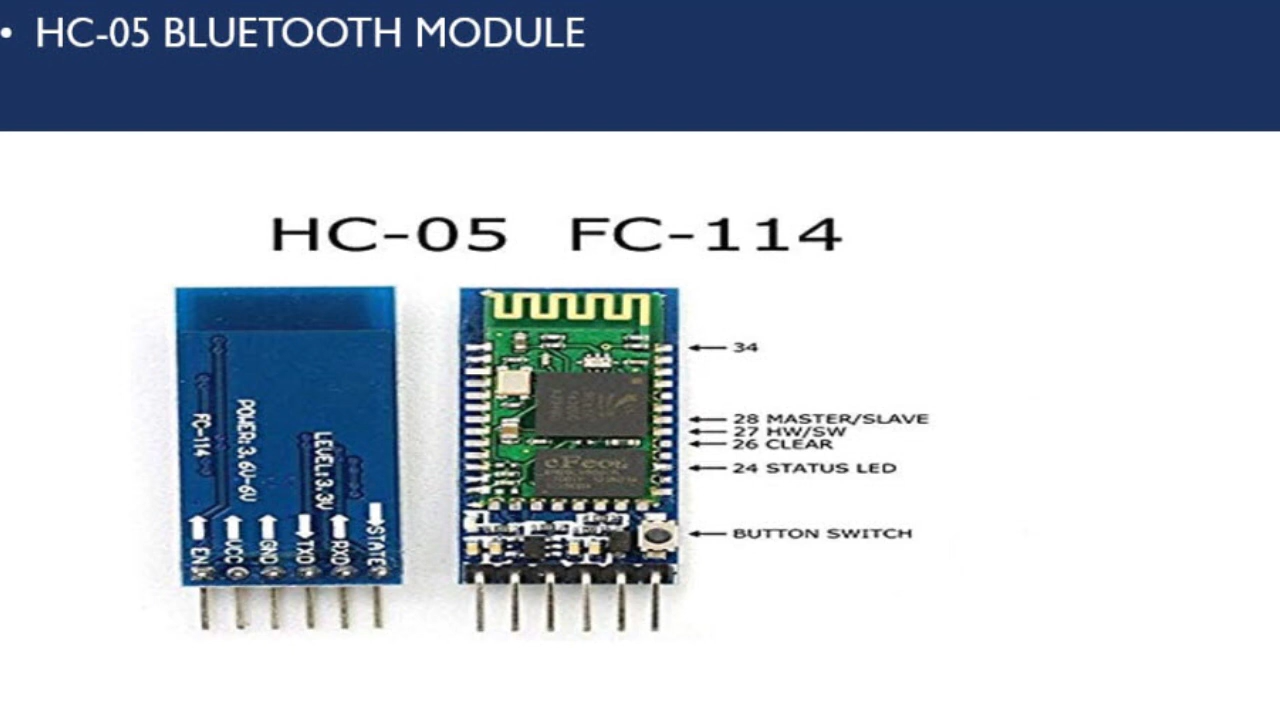 • HC-05 BLUETOOTH MODULE
HC-05 FC-114
34
28 MASTER/SLAVE
27 HW/SW
26 CLEAR
24 STATUS LED
BUTTON SWITCH
FC-114
POWER:3.6V-6V
LEVEL:3.3V
EN
VCC
GND
TXD
RXD
STATE